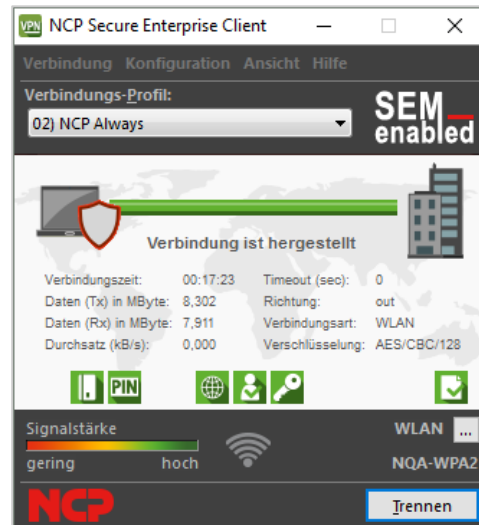 VPN NCP Secure Enterprise Client
Verbindung Konfiguration Ansicht Hilfe
Verbindungs-Profil:
02) NCP Always
SEM
enabled
Verbindung ist hergestellt
Verbindungszeit: 00:17:23 Timeout (sec): 0
Daten (Tx) in MByte: 8,302 Richtung: out
Daten (Rx) in MByte: 7,911 Verbindungsart: WLAN
Durchsatz (kB/s): 0,000 Verschlüsselung: AES/CBC/128
PIN
Signalstärke WLAN ...
gering hoch NQA-WPA2
NCP Trennen